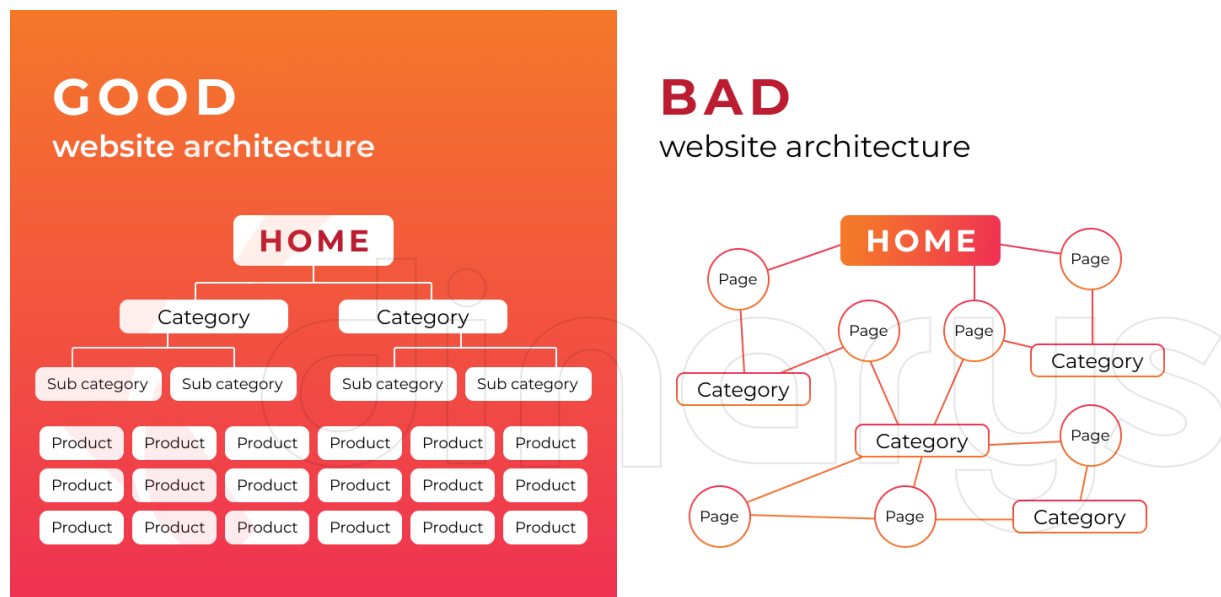 GOOD
website architecture
HOME
Category Category
Sub category Sub category Sub category Sub category
Product Product Product Product Product Product
Product Product Product Product Product Product
Product Product Product Product Product Product
BAD
website architecture
HOME
Page
Page
Page
Page
Category
Category
Category
Page
Page
Page
Category
dinarys